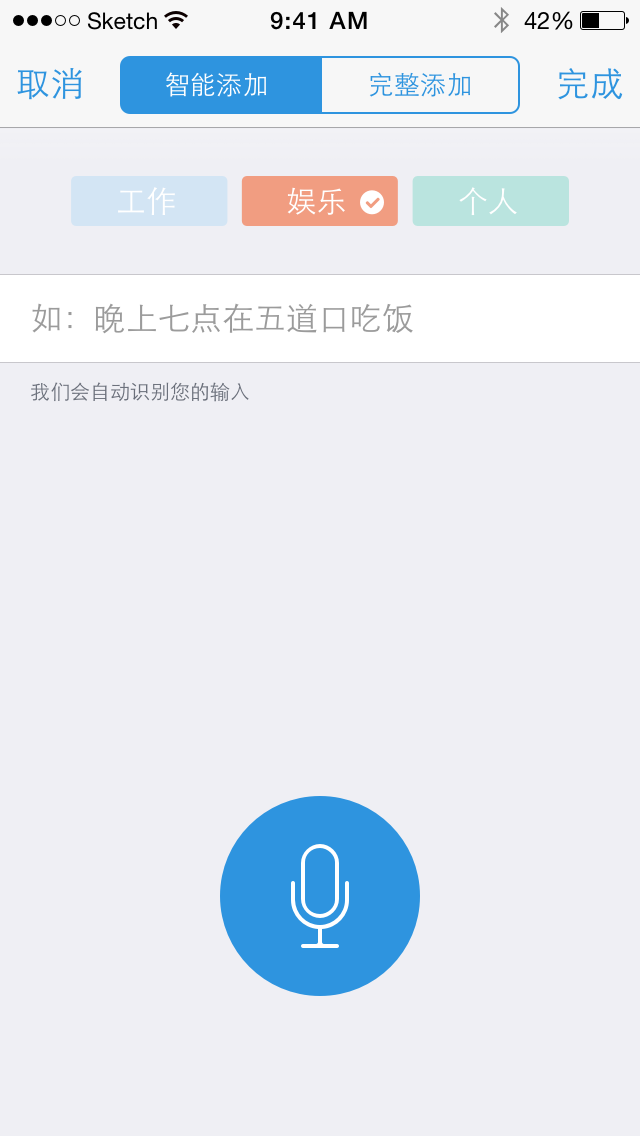 Sketch 9:41 AM 42%
取消 智能添加 完整添加 完成
工作 娱乐 个人
如：晚上七点在五道口吃饭
我们会自动识别您的输入